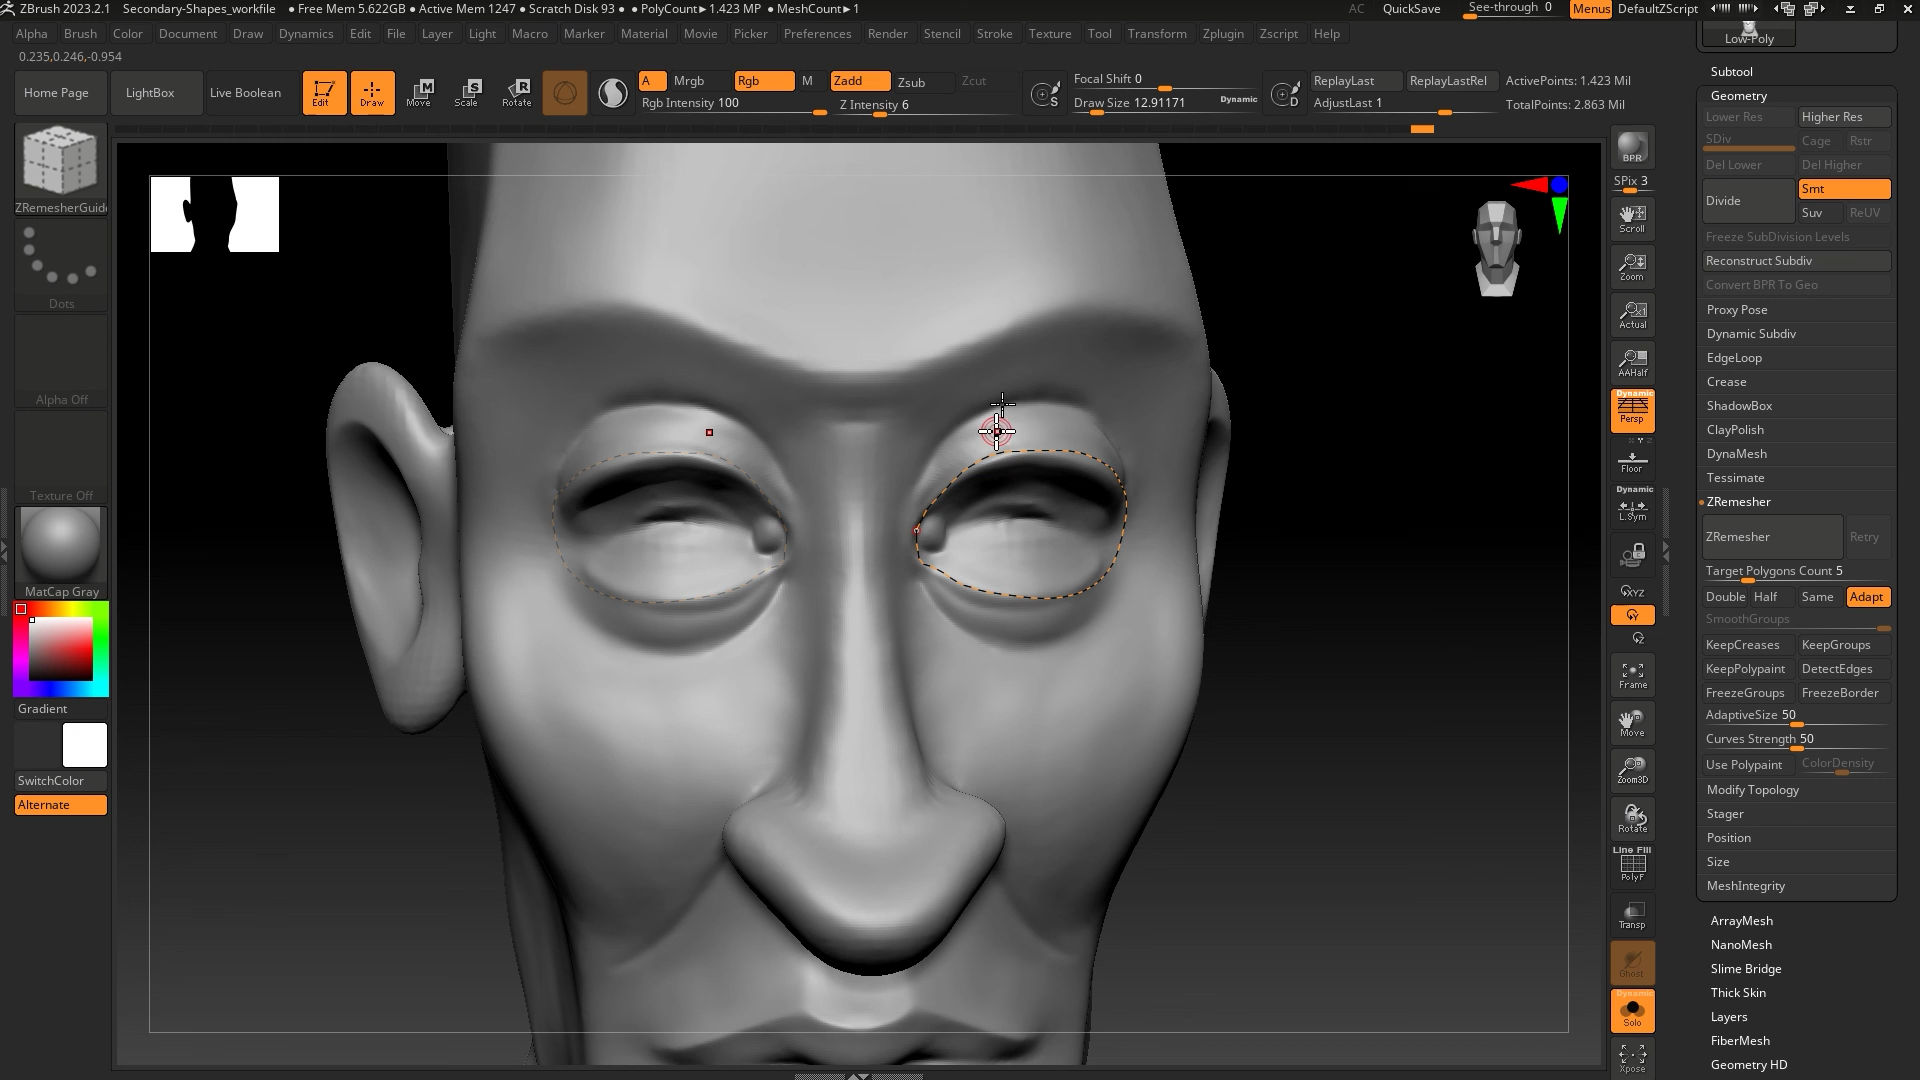 ZBrush 2023.2.1 Secondary-Shapes_workfile ● Free Mem 5.622GB ● Active Mem 1247 ● Scratch Disk 93 ● ● PolyCount► 1.423 MP ● MeshCount► 1 AC QuickSave See-through 0 Menus DefaultZScript
Alpha Brush Color Document Draw Dynamics Edit File Layer Light Macro Marker Material Movie Picker Preferences Render Stencil Stroke Texture Tool Transform Zplugin Zscript Help
Low-Poly
0.235,0.246,-0.954
Home Page LightBox Live Boolean Edit Draw Move Scale Rotate
A Mrgb Rgb M Zadd Zsub Zcut
Rgb Intensity 100 Z Intensity 6
S
Focal Shift 0
Draw Size 12.91171 Dynamic
D
ReplayLast ReplayLastRel ActivePoints: 1.423 Mil
AdjustLast 1 TotalPoints: 2.863 Mil
ZRemesherGuide
Dots
Alpha Off
Texture Off
MatCap Gray
Gradient
SwitchColor
Alternate
BPR
SPix 3
Scroll
Zoom
Actual
AAHalf
Dynamic
Persp
Floor
Dynamic
L.Sym
XYZ
Y
Z
Frame
Move
Zoom3D
Rotate
Line Fill
PolyF
Transp
Ghost
Dynamic
Solo
Xpose
Subtool
Geometry
Lower Res Higher Res
SDiv Cage Rstr
Del Lower Del Higher
Divide Smt
Suv ReUV
Freeze SubDivision Levels
Reconstruct Subdiv
Convert BPR To Geo
Proxy Pose
Dynamic Subdiv
EdgeLoop
Crease
ShadowBox
ClayPolish
DynaMesh
Tessimate
ZRemesher
ZRemesher Retry
Target Polygons Count 5
Double Half Same Adapt
SmoothGroups
KeepCreases KeepGroups
KeepPolypaint DetectEdges
FreezeGroups FreezeBorder
AdaptiveSize 50
Curves Strength 50
Use Polypaint ColorDensity
Modify Topology
Stager
Position
Size
MeshIntegrity
ArrayMesh
NanoMesh
Slime Bridge
Thick Skin
Layers
FiberMesh
Geometry HD